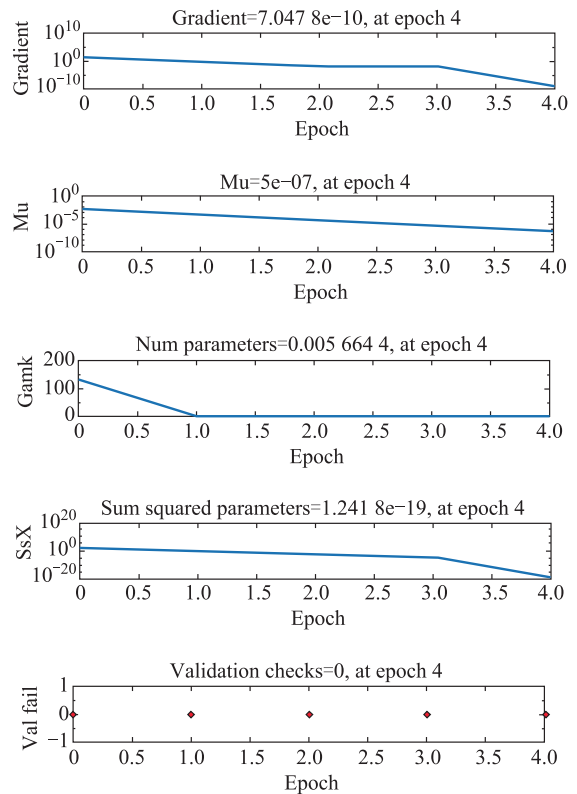 Gradient=7.047 8e−10, at epoch 4
Gradient
10^10
10^0
10^−10
0 0.5 1.0 1.5 2.0 2.5 3.0 3.5 4.0
Epoch
Mu=5e−07, at epoch 4
Mu
10^0
10^−5
10^−10
0 0.5 1.0 1.5 2.0 2.5 3.0 3.5 4.0
Epoch
Num parameters=0.005 664 4, at epoch 4
Gamk
200
100
0
0 0.5 1.0 1.5 2.0 2.5 3.0 3.5 4.0
Epoch
Sum squared parameters=1.241 8e−19, at epoch 4
SsX
10^20
10^0
10^−20
0 0.5 1.0 1.5 2.0 2.5 3.0 3.5 4.0
Epoch
Validation checks=0, at epoch 4
Val fail
1
0
−1
0 0.5 1.0 1.5 2.0 2.5 3.0 3.5 4.0
Epoch